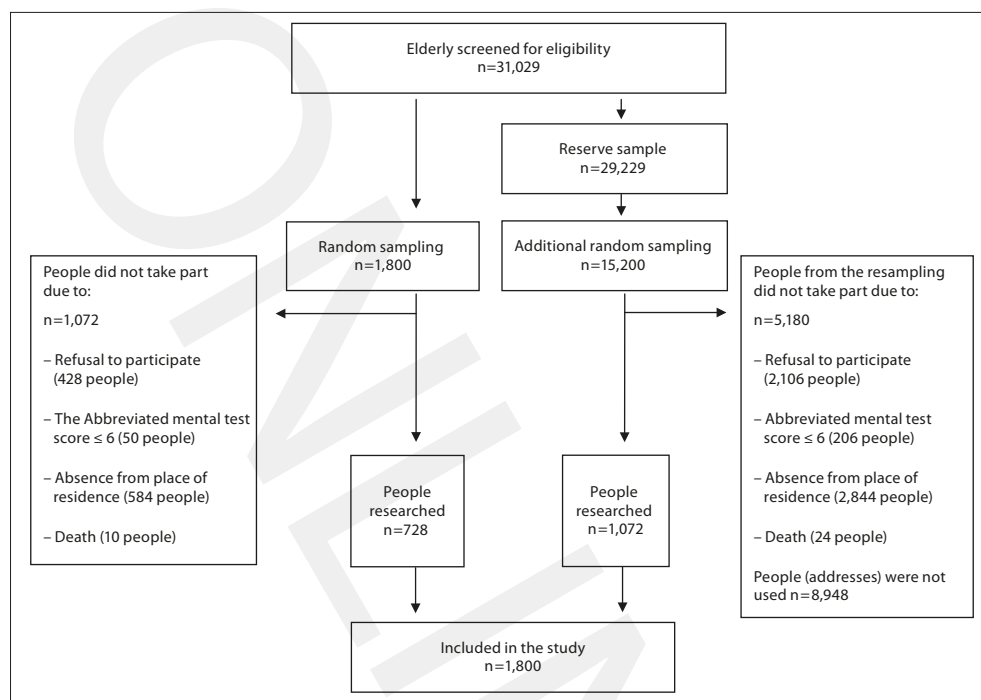 Elderly screened for eligibility
n=31,029
Reserve sample
n=29,229
Random sampling
n=1,800
Additional random sampling
n=15,200
People did not take part
due to:
n=1,072
– Refusal to participate
(428 people)
– The Abbreviated mental test
score ≤ 6 (50 people)
– Absence from place of
residence (584 people)
– Death (10 people)
People from the resampling
did not take part due to:
n=5,180
– Refusal to participate
(2,106 people)
– Abbreviated mental test
score ≤ 6 (206 people)
– Absence from place of
residence (2,844 people)
– Death (24 people)
People (addresses) were not
used n=8,948
People
researched
n=728
People
researched
n=1,072
Included in the study
n=1,800